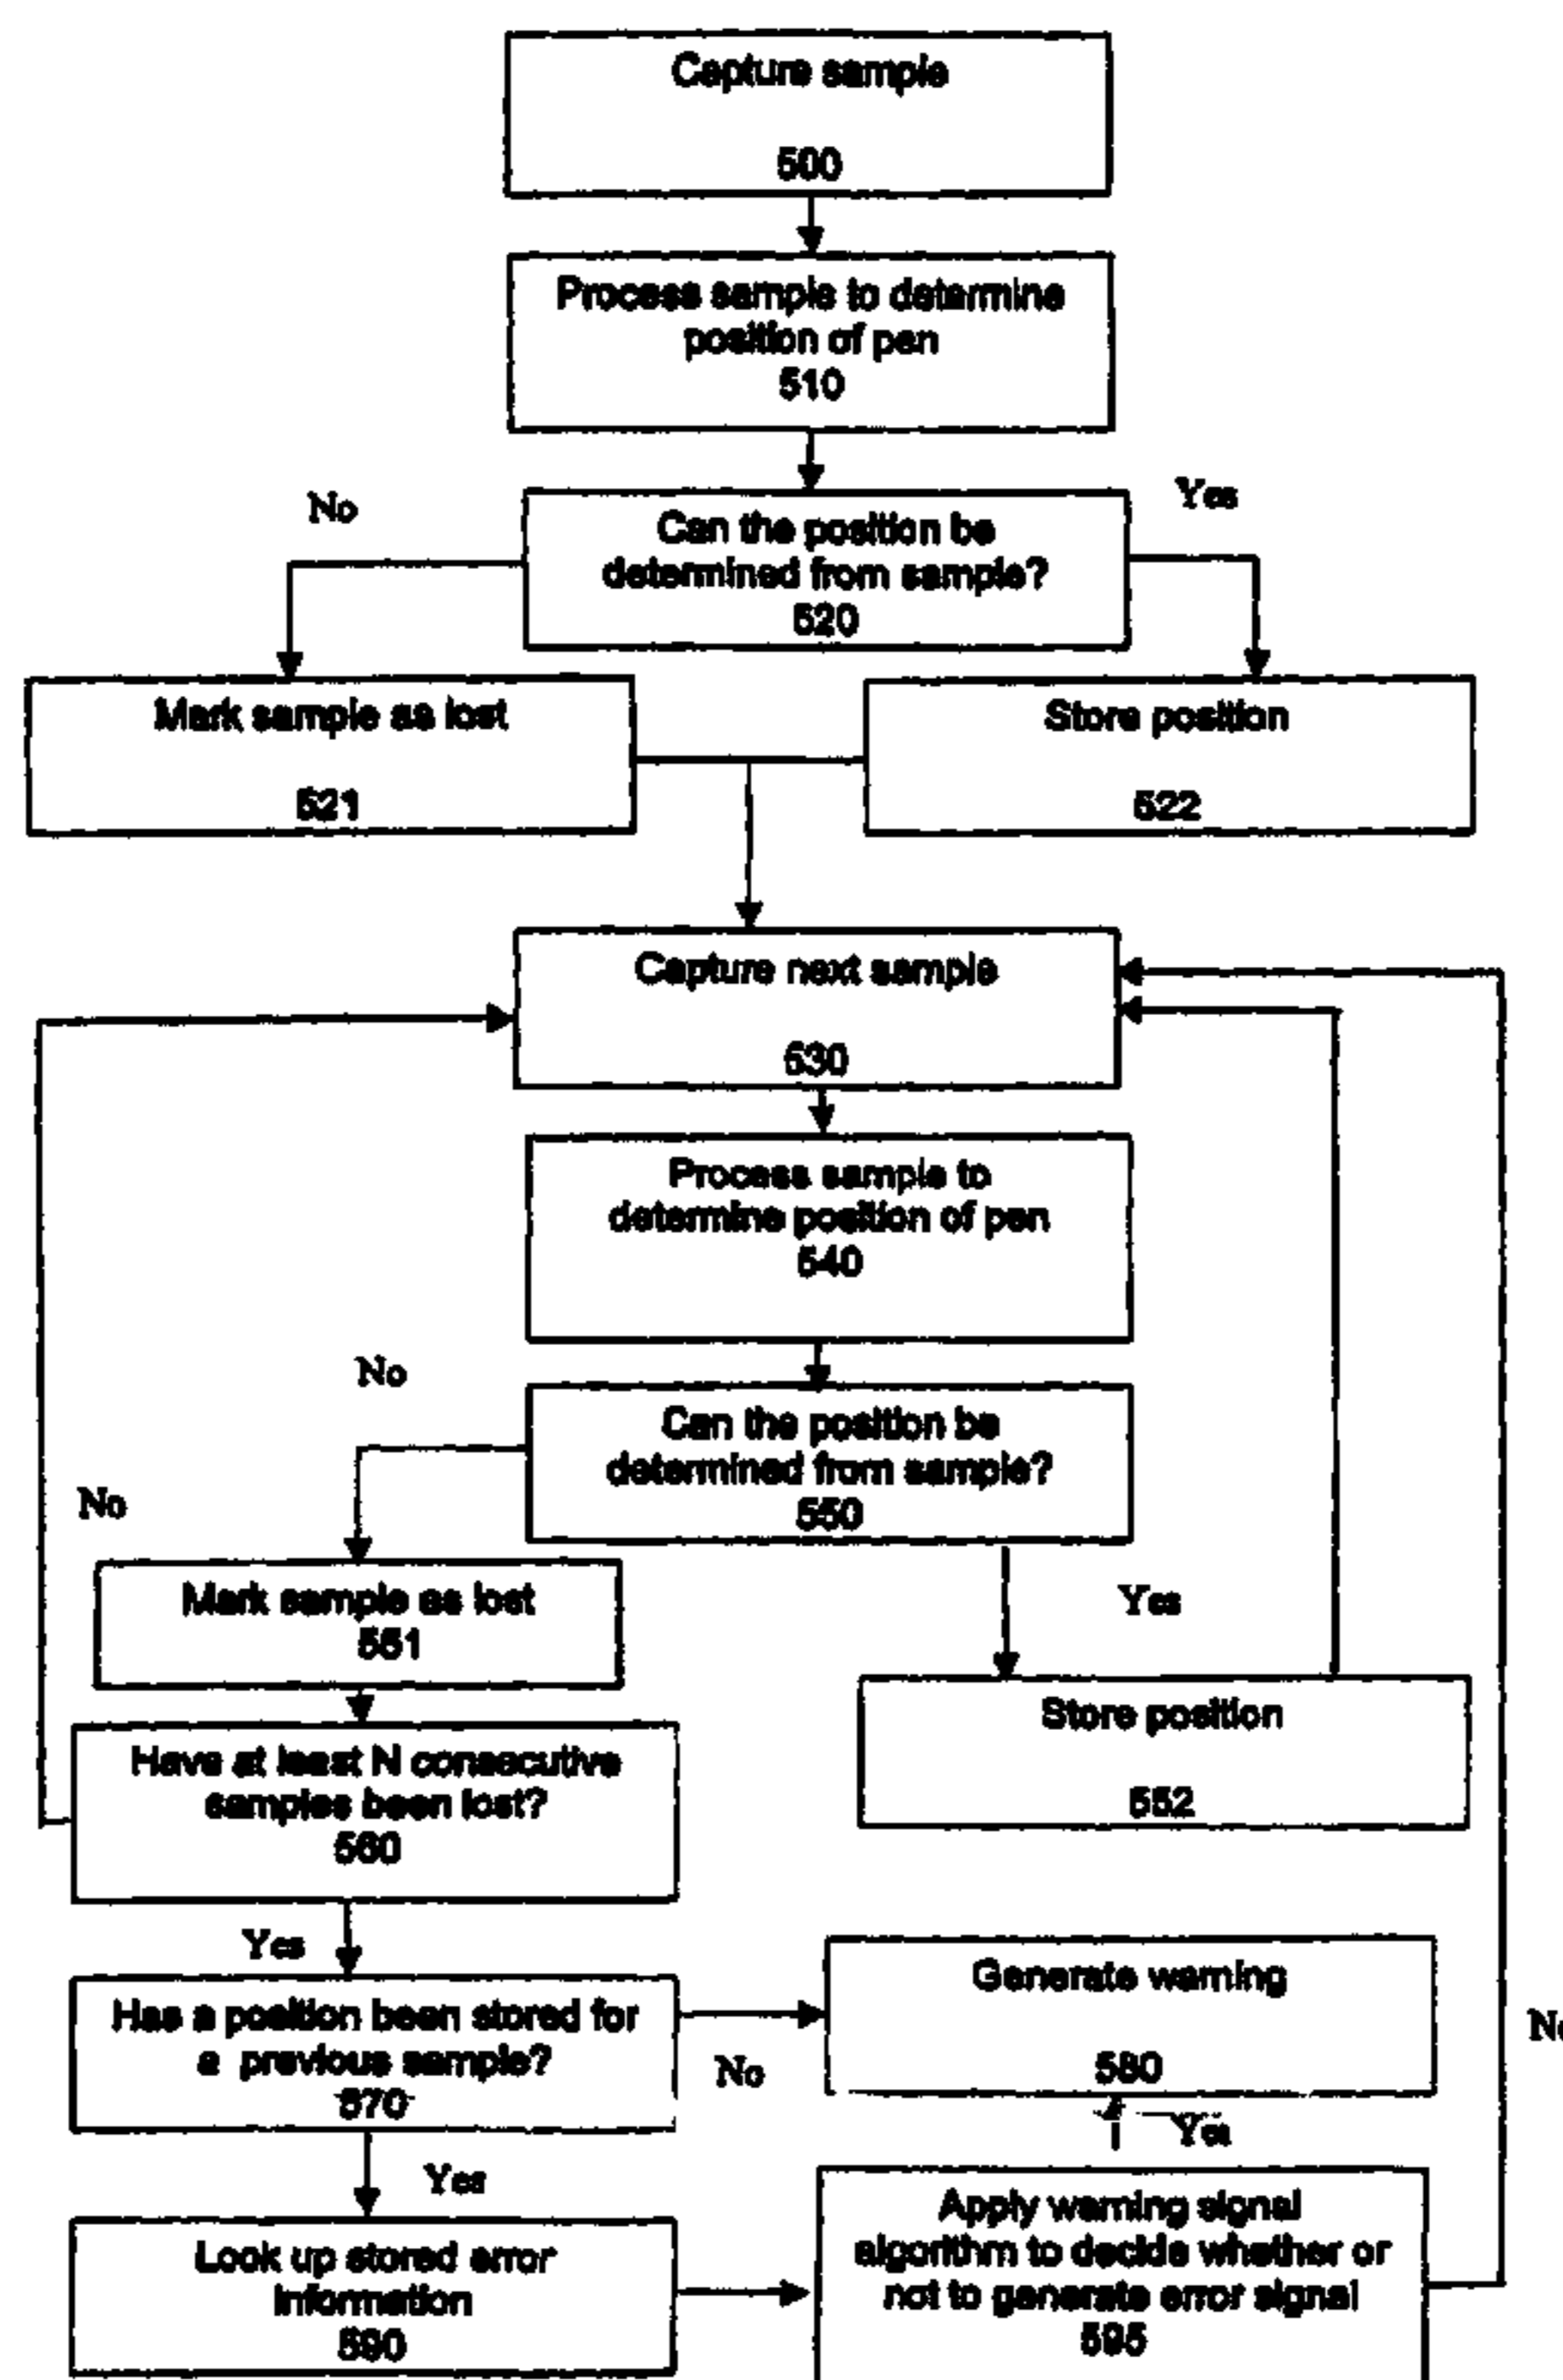 Capture sample
500
Process sample to determine
position of pen
510
No
Yes
Can the position be
determined from sample?
520
Mark sample as lost
521
Store position
522
Capture next sample
530
Process sample to
determine position of pen
540
No
Can the position be
determined from sample?
550
No
Mark sample as lost
551
Yes
Store position
552
Have at least N consecutive
samples been lost?
560
Yes
Has a position been stored for
a previous sample?
570
No
Generate warning
580
No
Yes
Yes
Look up stored error
information
590
Apply warning signal
algorithm to decide whether or
not to generate error signal
595